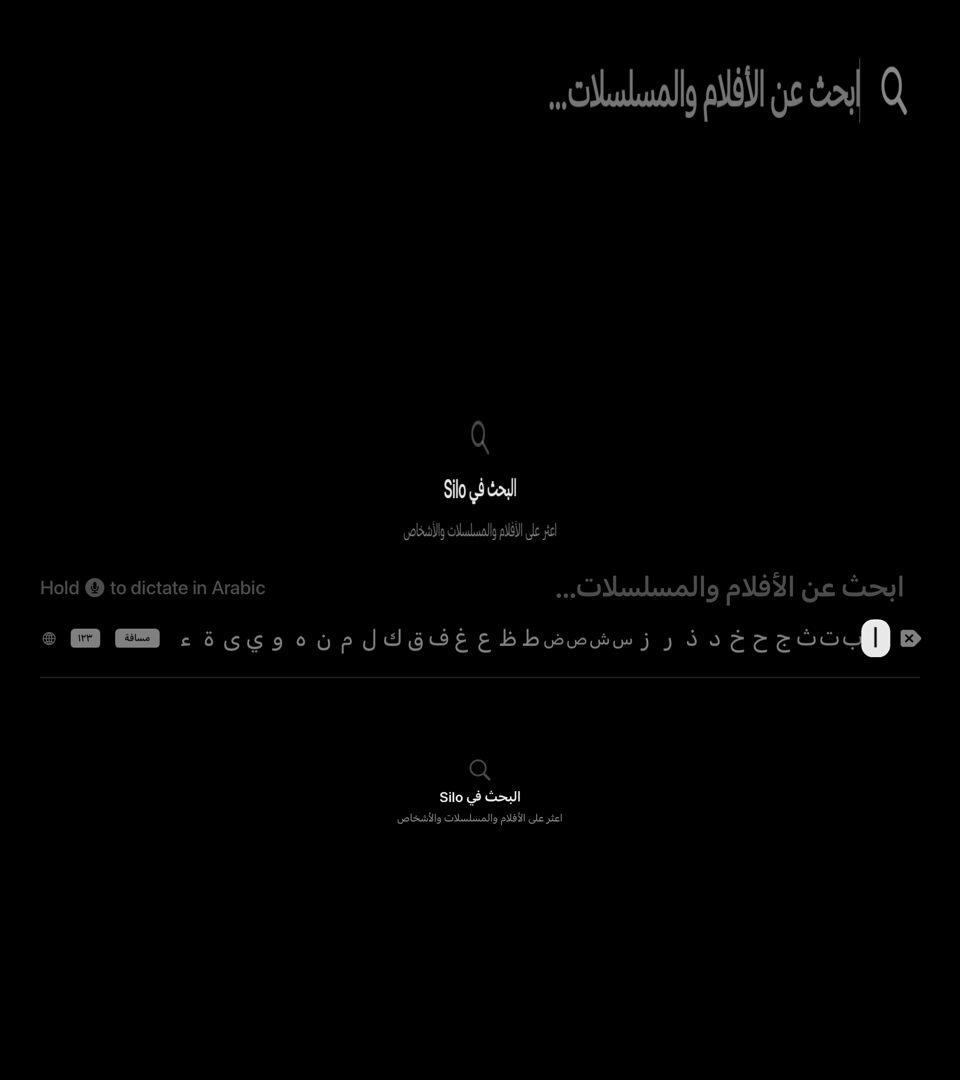 ابحث عن الأفلام والمسلسلات...
البحث في Silo
اعثر على الأفلام والمسلسلات والأشخاص
ابحث عن الأفلام والمسلسلات...
Hold to dictate in Arabic
ا ب ت ث ج ح خ د ذ ر ز س ش ص ض ط ظ ع غ ف ق ك ل م ن ه و ي ى ة ء مسافة ١٢٣
البحث في Silo
اعثر على الأفلام والمسلسلات والأشخاص